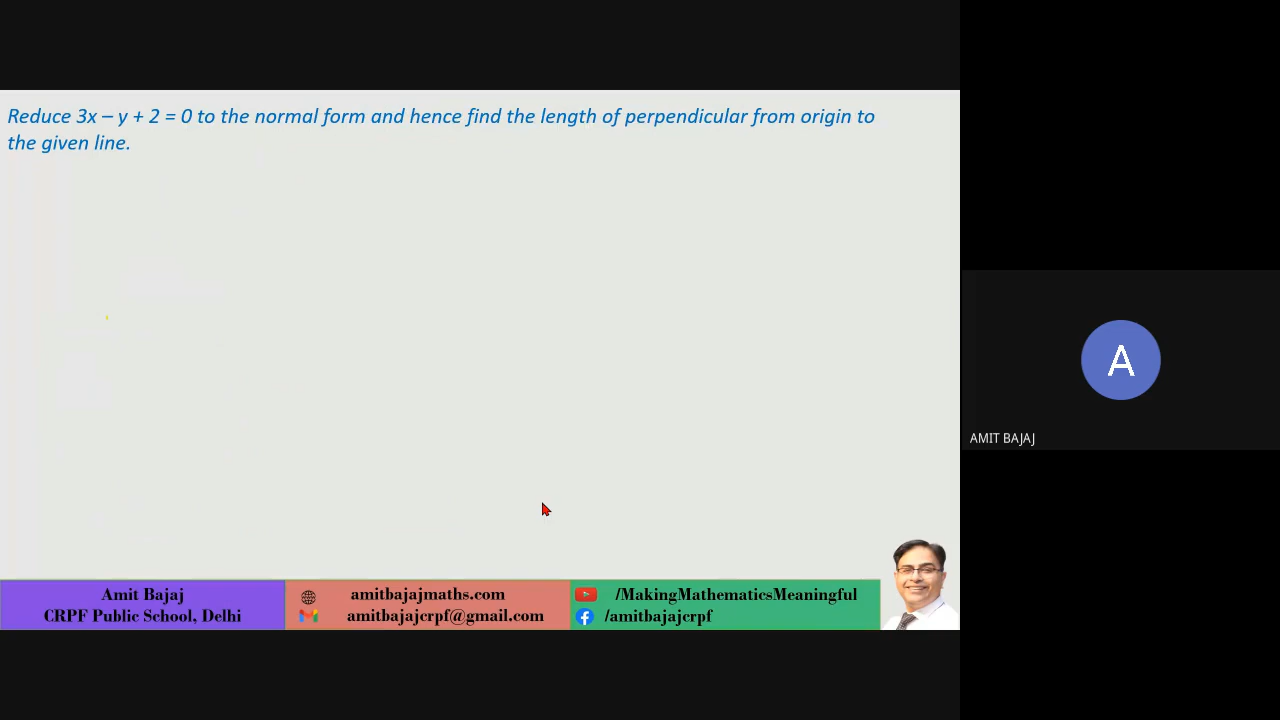 Reduce 3x – y + 2 = 0 to the normal form and hence find the length of perpendicular from origin to
the given line.
A
AMIT BAJAJ
Amit Bajaj
CRPF Public School, Delhi
amitbajajmaths.com
amitbajajcrpf@gmail.com
/MakingMathematicsMeaningful
/amitbajajcrpf